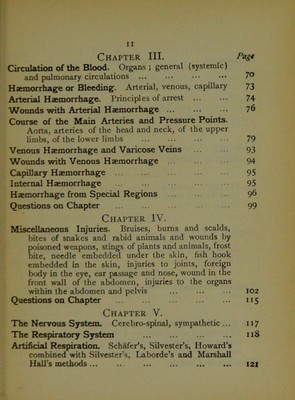 11
Chapter III. Page
Circulation of the Blood. Organs ; general (systemic)
and pulmonary circulations ... ... ... ... 70
Hæmorrhage or Bleeding. Arterial, venous, capillary 73
Arterial Hæmorrhage. Principles of arrest ... ... 74
Wounds with Arterial Hæmorrhage ... ... ... 76
Course of the Main Arteries and Pressure Points.
Aorta, arteries of the head and neck, of the upper
limbs, of the lower limbs ... ... ... ... 79
Venous Hæmorrhage and Varicose Veins ... ... 93
Wounds with Venous Hæmorrhage ... ... ... 94
Capillary Hæmorrhage ... ... ... ... ... 95
Internal Hæmorrhage ... ... ... ... ... 95
Hæmorrhage from Special Regions ... ... ... 96
Questions on Chapter ... ... ... ... ... 99
Chapter IV.
Miscellaneous Injuries. Bruises, burns and scalds,
bites of snakes and rabid animals and wounds by
poisoned weapons, stings of plants and animals, frost
bite, needle embedded under the skin, fish hook
embedded in the skin, injuries to joints, foreign
body in the eye, ear passage and nose, wound in the
front wall of the abdomen, injuries to the organs
within the abdomen and pelvis ... ... ... 102
Questions on Chapter ... ... ... ... ... 115
Chapter V.
The Nervous System. Cerebro-spinal, sympathetic ... 117
The Respiratory System ... ... ... ... 118
Artificial Respiration. Schäfer's, Silvester's, Howard's
combined with Silvester's, Laborde's and Marshall
Hall's methods ... ... ... ... ... ... 121